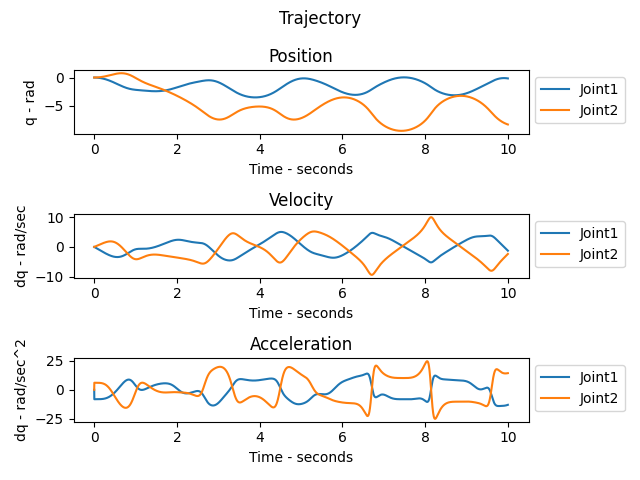 Trajectory
Position
0
−5
q - rad
0 2 4 6 8 10
Time - seconds
Joint1
Joint2
Velocity
10
0
−10
dq - rad/sec
0 2 4 6 8 10
Time - seconds
Joint1
Joint2
Acceleration
25
0
−25
dq - rad/sec^2
0 2 4 6 8 10
Time - seconds
Joint1
Joint2